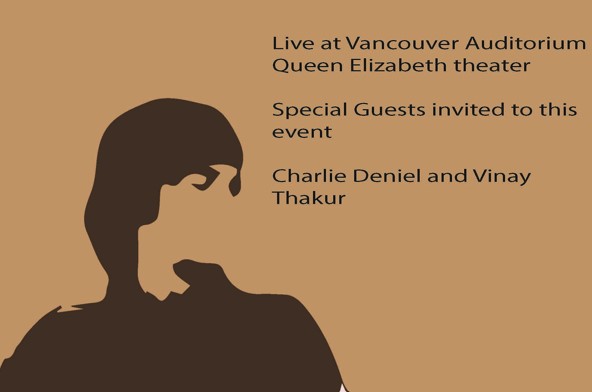 Live at Vancouver Auditorium
Queen Elizabeth theater
Special Guests invited to this
event
Charlie Deniel and Vinay
Thakur